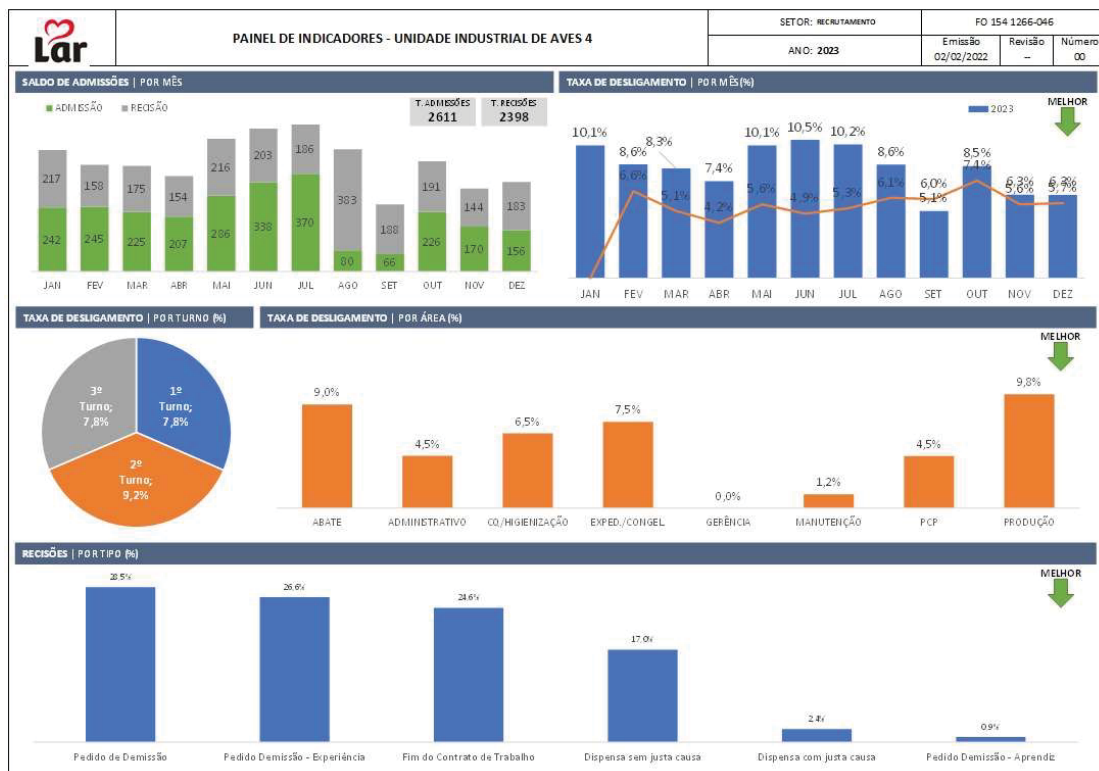 Lar
PAINEL DE INDICADORES - UNIDADE INDUSTRIAL DE AVES 4
SETOR: RECRUTAMENTO
FO 154 1266-046
ANO: 2023
Emissão
02/02/2022
Revisão
--
Número
00
SALDO DE ADMISSÕES | POR MÊS
ADMISSÃO
RECISÃO
T. ADMISSÕES
2611
T. RECISÕES
2398
217 158 175 154 216 203 186 383 188 191 144 183
242 245 225 207 286 338 370 80 66 226 170 156
JAN FEV MAR ABR MAI JUN JUL AGO SET OUT NOV DEZ
TAXA DE DESLIGAMENTO | POR MÊS(%)
2023
MELHOR
10,1% 8,6% 8,3% 7,4% 10,1% 10,5% 10,2% 8,6% 5,1% 8,5% 6,3% 6,3%
6,6% 5,1% 4,2% 5,6% 4,9% 5,3% 6,1% 6,0% 7,4% 5,6% 5,7%
JAN FEV MAR ABR MAI JUN JUL AGO SET OUT NOV DEZ
TAXA DE DESLIGAMENTO | POR TURNO (%)
3º
Turno;
7,8%
1º
Turno;
7,8%
2º
Turno;
9,2%
TAXA DE DESLIGAMENTO | POR ÁREA (%)
MELHOR
9,0% 4,5% 6,5% 7,5% 0,0% 1,2% 4,5% 9,8%
ABATE ADMINISTRATIVO CQ/HIGIENIZAÇÃO EXPED./CONGEL. GERÊNCIA MANUTENÇÃO PCP PRODUÇÃO
RECISÕES | POR TIPO (%)
MELHOR
28,5% 26,6% 24,6% 17,0% 2,4% 0,9%
Pedido de Demissão Pedido Demissão - Experiência Fim do Contrato de Trabalho Dispensa sem justa causa Dispensa com justa causa Pedido Demissão - Aprendiz